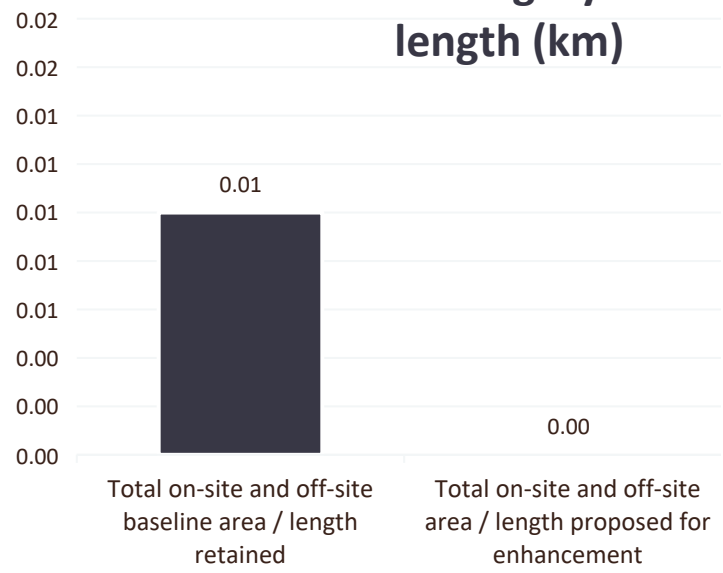 length (km)
0.02
0.02
0.01
0.01
0.01
0.01
0.01
0.00
0.00
0.00
0.01
0.00
Total on-site and off-site
baseline area / length
retained
Total on-site and off-site
area / length proposed for
enhancement